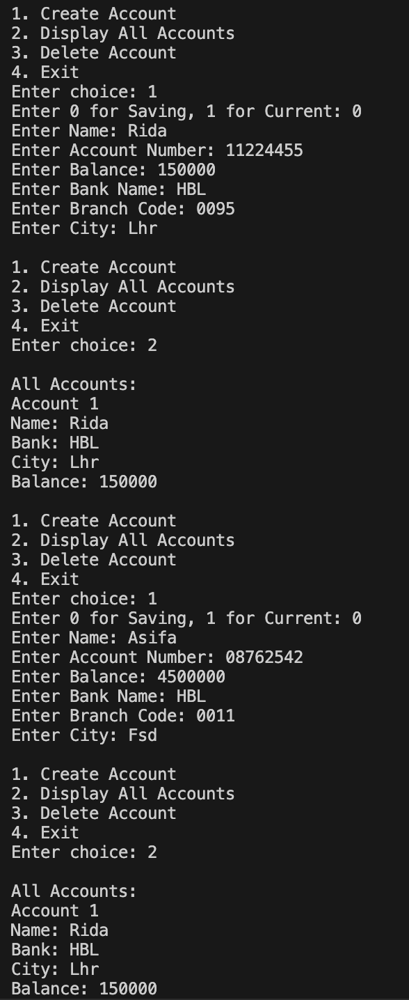 1. Create Account
2. Display All Accounts
3. Delete Account
4. Exit
Enter choice: 1
Enter 0 for Saving, 1 for Current: 0
Enter Name: Rida
Enter Account Number: 11224455
Enter Balance: 150000
Enter Bank Name: HBL
Enter Branch Code: 0095
Enter City: Lhr

1. Create Account
2. Display All Accounts
3. Delete Account
4. Exit
Enter choice: 2

All Accounts:
Account 1
Name: Rida
Bank: HBL
City: Lhr
Balance: 150000

1. Create Account
2. Display All Accounts
3. Delete Account
4. Exit
Enter choice: 1
Enter 0 for Saving, 1 for Current: 0
Enter Name: Asifa
Enter Account Number: 08762542
Enter Balance: 4500000
Enter Bank Name: HBL
Enter Branch Code: 0011
Enter City: Fsd

1. Create Account
2. Display All Accounts
3. Delete Account
4. Exit
Enter choice: 2

All Accounts:
Account 1
Name: Rida
Bank: HBL
City: Lhr
Balance: 150000